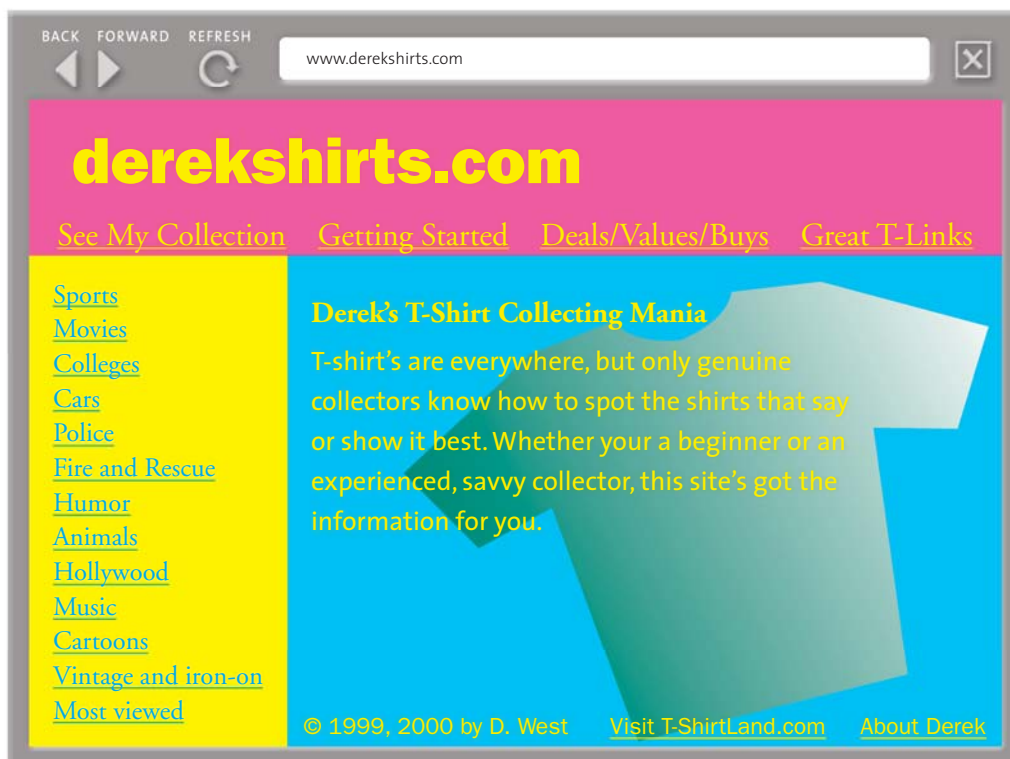 BACK FORWARD REFRESH
www.derekshirts.com
derekshirts.com
See My Collection Getting Started Deals/Values/Buys Great T-Links
Sports
Movies
Colleges
Cars
Police
Fire and Rescue
Humor
Animals
Hollywood
Music
Cartoons
Vintage and iron-on
Most viewed
Derek's T-Shirt Collecting Mania
T-shirt's are everywhere, but only genuine
collectors know how to spot the shirts that say
or show it best. Whether your a beginner or an
experienced, savvy collector, this site's got the
information for you.
© 1999, 2000 by D. West Visit T-ShirtLand.com About Derek